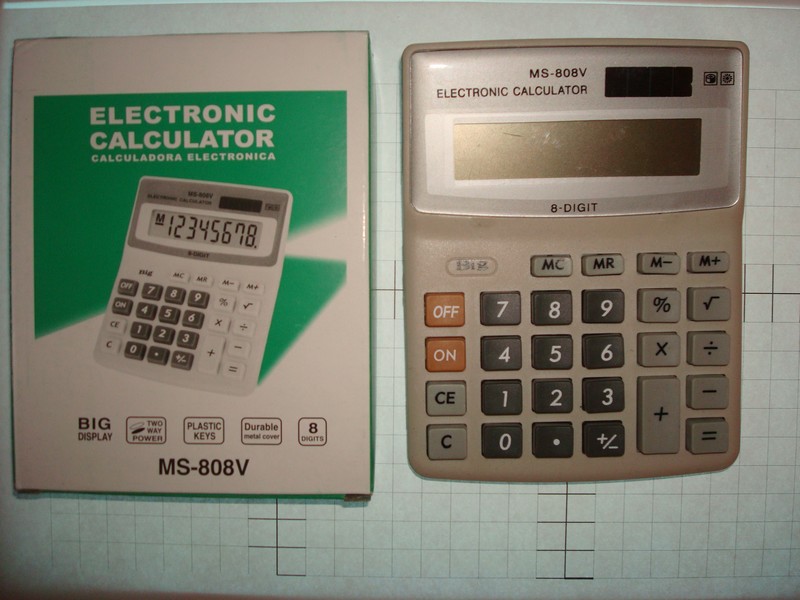 ELECTRONIC
CALCULATOR
CALCULADORA ELECTRONICA
MS-808V
ELECTRONIC CALCULATOR
M 12345678.
8-DIGIT
Big MC MR M− M+
OFF 7 8 9 % √
ON 4 5 6 X ÷
CE 1 2 3 + −
C 0 • +/− =
BIG
DISPLAY
TWO
WAY
POWER
PLASTIC
KEYS
Durable
metal cover
8
DIGITS
MS-808V
MS-808V
ELECTRONIC CALCULATOR
8-DIGIT
Big MC MR M− M+
OFF 7 8 9 % √
ON 4 5 6 X ÷
CE 1 2 3 + −
C 0 • +/− =